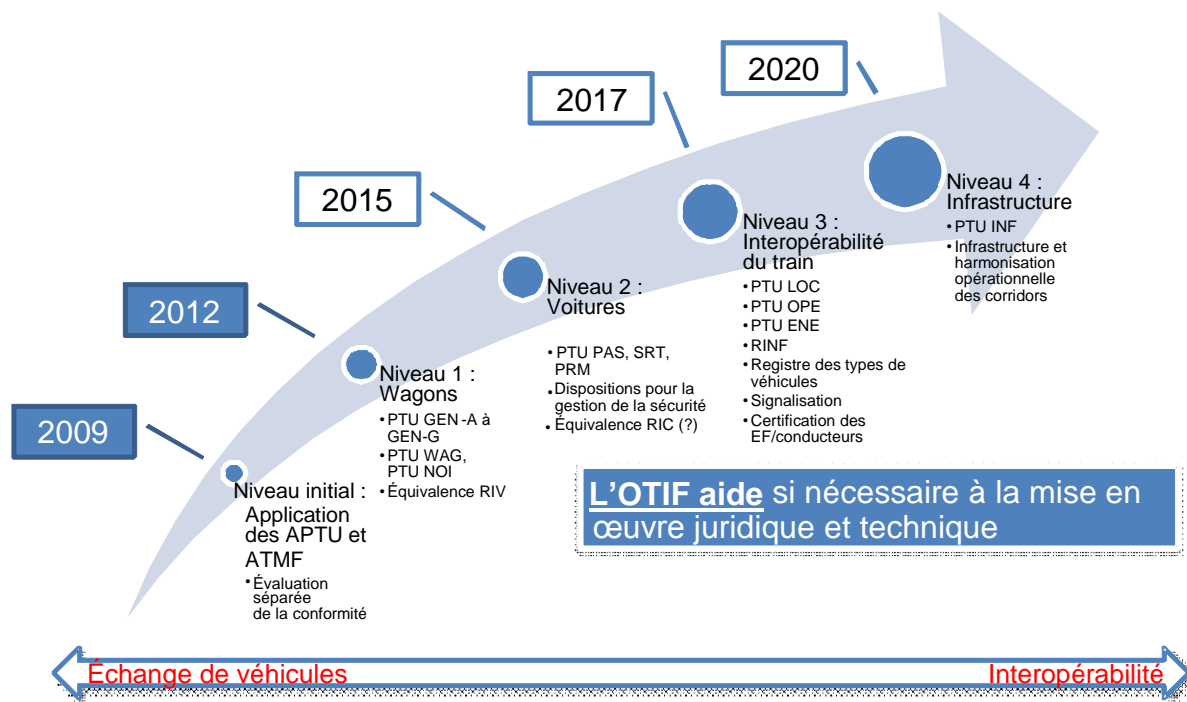 2009
Niveau initial :
Application
des APTU et
ATMF
•Évaluation
séparée
de la conformité
2012
Niveau 1 :
Wagons
•PTU GEN-A à
GEN-G
•PTU WAG,
PTU NOI
•Équivalence RIV
2015
Niveau 2 :
Voitures
•PTU PAS, SRT,
PRM
•Dispositions pour la
gestion de la sécurité
•Équivalence RIC (?)
2017
Niveau 3 :
Interopérabilité
du train
•PTU LOC
•PTU OPE
•PTU ENE
•RINF
•Registre des types de
véhicules
•Signalisation
•Certification des
EF/conducteurs
2020
Niveau 4 :
Infrastructure
•PTU INF
•Infrastructure et
harmonisation
opérationnelle
des corridors
L'OTIF aide si nécessaire à la mise en
œuvre juridique et technique
Échange de véhicules
Interopérabilité